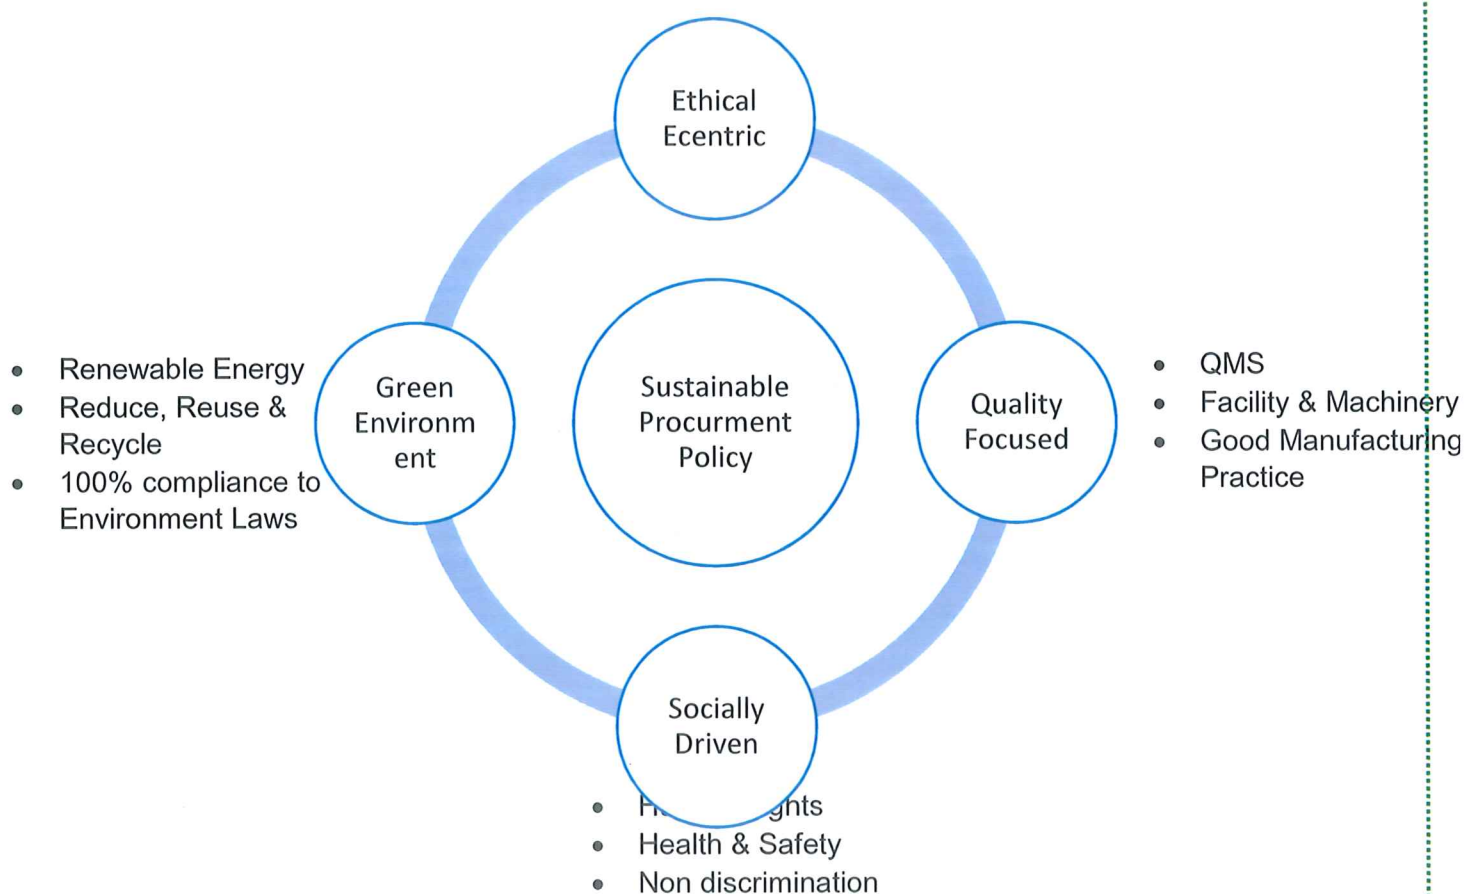 Ethical
Ecentric
• Renewable Energy
• Reduce, Reuse &
Recycle
• 100% compliance to
Environment Laws
Green
Environm
ent
Sustainable
Procurment
Policy
Quality
Focused
• QMS
• Facility & Machinery
• Good Manufacturing
Practice
Socially
Driven
• Health & Safety
• Non discrimination